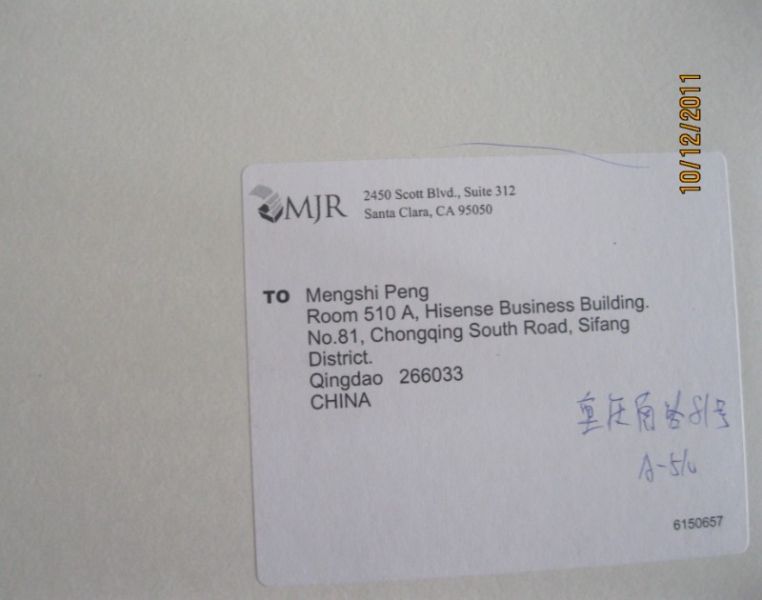 10/12/2011
MJR
2450 Scott Blvd., Suite 312
Santa Clara, CA 95050
TO Mengshi Peng
Room 510 A, Hisense Business Building.
No.81, Chongqing South Road, Sifang
District.
Qingdao 266033
CHINA
重庆南路81号
A-510
6150657